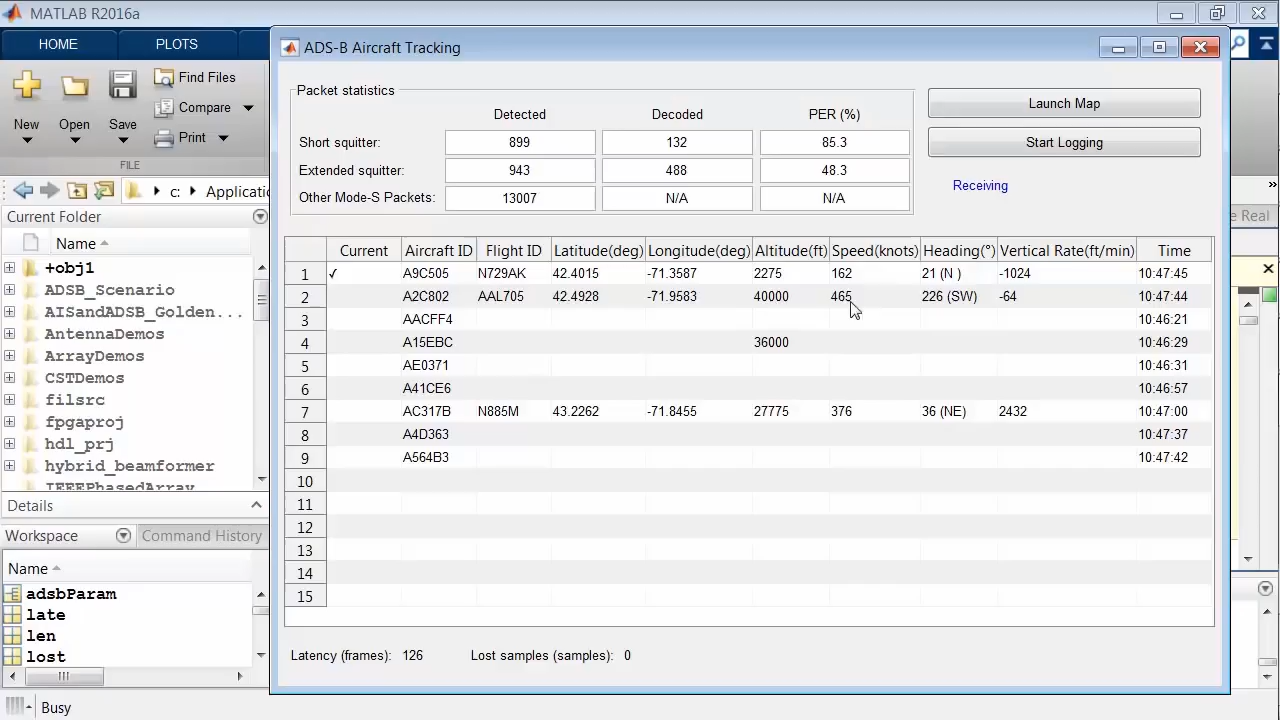 MATLAB R2016a
HOME PLOTS
New Open Save Find Files
Compare
Print
FILE
c: Applicatio
Current Folder
Name
+obj1
ADSB_Scenario
AISandADSB_Golden...
AntennaDemos
ArrayDemos
CSTDemos
filsrc
fpgaproj
hdl_prj
hybrid_beamformer
IEEEPhasedArray
Details
Workspace Command History
Name
adsbParam
late
len
lost
Busy
e Real
ADS-B Aircraft Tracking
Packet statistics
Detected Decoded PER (%)
Short squitter: 899 132 85.3
Extended squitter: 943 488 48.3
Other Mode-S Packets: 13007 N/A N/A
Launch Map
Start Logging
Receiving
Current Aircraft ID Flight ID Latitude(deg) Longitude(deg) Altitude(ft) Speed(knots) Heading(°) Vertical Rate(ft/min) Time
1 ✓ A9C505 N729AK 42.4015 -71.3687 2275 162 21 (N ) -1024 10:47:45
2 A2C802 AAL705 42.4928 -71.9583 40000 465 226 (SW) -64 10:47:44
3 AACFF4 10:46:21
4 A15EBC 36000 10:46:29
5 AE0371 10:46:31
6 A41CE6 10:46:57
7 AC317B N885M 43.2262 -71.8455 27775 376 36 (NE) 2432 10:47:00
8 A4D363 10:47:37
9 A564B3 10:47:42
10
11
12
13
14
15
Latency (frames): 126 Lost samples (samples): 0